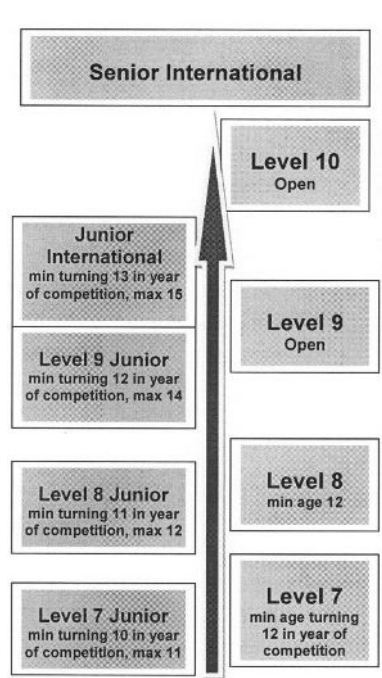 Senior International
Level 10
Open
Junior
International
min turning 13 in year
of competition, max 15
Level 9
Open
Level 9 Junior
min turning 12 in year
of competition, max 14
Level 8
min age 12
Level 8 Junior
min turning 11 in year
of competition, max 12
Level 7
min age turning
12 in year of
competition
Level 7 Junior
min turning 10 in year
of competition, max 11